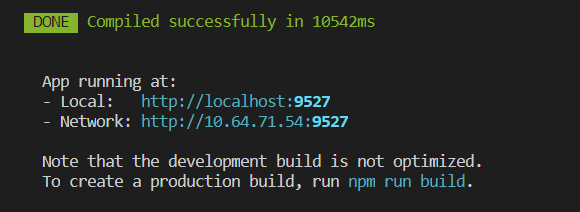 DONE Compiled successfully in 10542ms
App running at:
- Local: http://localhost:9527
- Network: http://10.64.71.54:9527
Note that the development build is not optimized.
To create a production build, run npm run build.